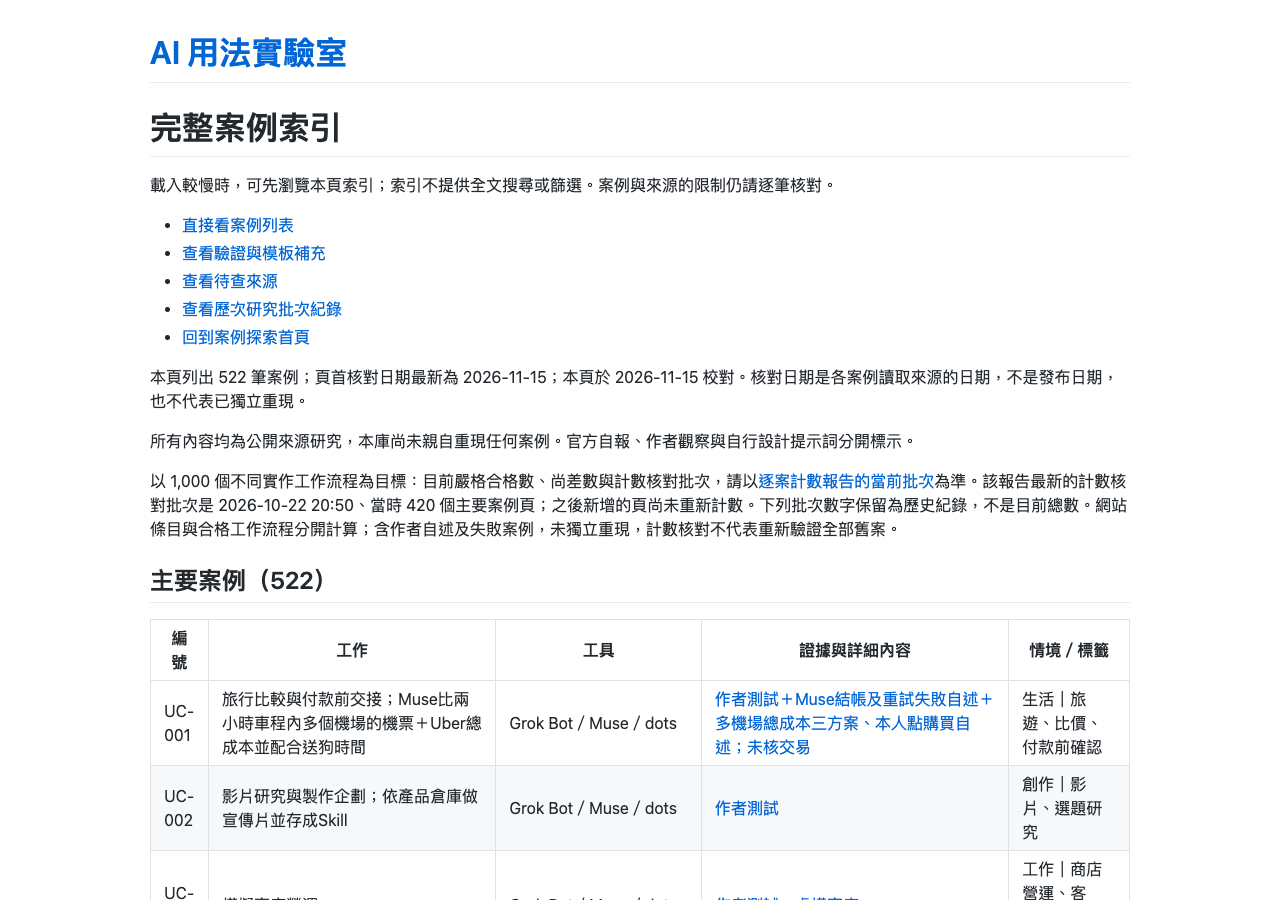 AI 用法實驗室
完整案例索引
載入較慢時，可先瀏覽本頁索引；索引不提供全文搜尋或篩選。案例與來源的限制仍請逐筆核對。
直接看案例列表
查看驗證與模板補充
查看待查來源
查看歷次研究批次紀錄
回到案例探索首頁
本頁列出 522 筆案例；頁首核對日期最新為 2026-11-15；本頁於 2026-11-15 校對。核對日期是各案例讀取來源的日期，不是發布日期，
也不代表已獨立重現。
所有內容均為公開來源研究，本庫尚未親自重現任何案例。官方自報、作者觀察與自行設計提示詞分開標示。
以 1,000 個不同實作工作流程為目標：目前嚴格合格數、尚差數與計數核對批次，請以逐案計數報告的當前批次為準。該報告最新的計數核
對批次是 2026-10-22 20:50、當時 420 個主要案例頁；之後新增的頁尚未重新計數。下列批次數字保留為歷史紀錄，不是目前總數。網站
條目與合格工作流程分開計算；含作者自述及失敗案例，未獨立重現，計數核對不代表重新驗證全部舊案。
主要案例（522）
編
號
工作
工具
證據與詳細內容
情境 / 標籤
UC-
001
旅行比較與付款前交接；Muse比兩
小時車程內多個機場的機票＋Uber總
成本並配合送狗時間
Grok Bot / Muse / dots
作者測試＋Muse結帳及重試失敗自述＋
多機場總成本三方案、本人點購買自
述；未核交易
生活｜旅
遊、比價、
付款前確認
UC-
002
影片研究與製作企劃；依產品倉庫做
宣傳片並存成Skill
Grok Bot / Muse / dots
作者測試
創作｜影
片、選題研
究
UC-
工作｜商店
營運、客